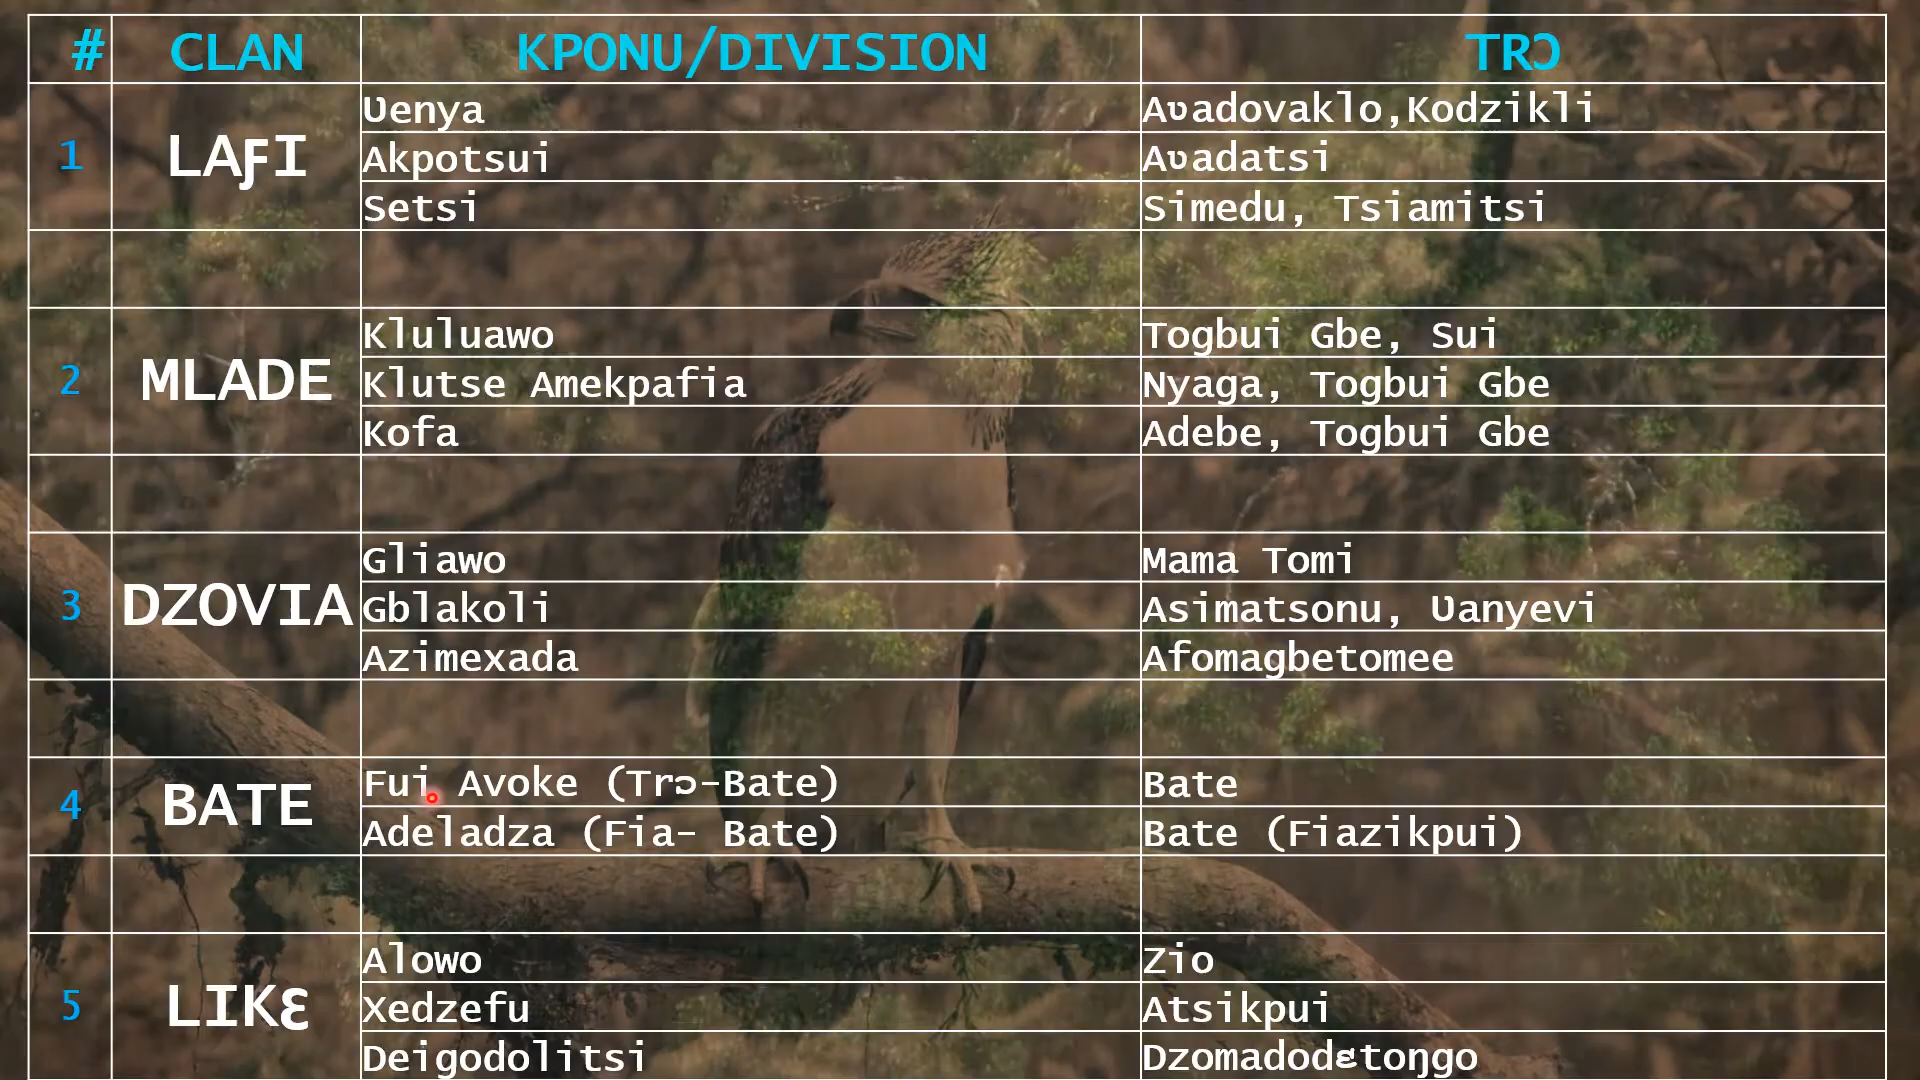 # CLAN KPONU/DIVISION TRƆ
1 LAƑI Ʋenya Aʋadovaklo,Kodzikli
Akpotsui Aʋadatsi
Setsi Simedu, Tsiamitsi
2 MLADE Kluluawo Togbui Gbe, Sui
Klutse Amekpafia Nyaga, Togbui Gbe
Kofa Adebe, Togbui Gbe
3 DZOVIA Gliawo Mama Tomi
Gblakoli Asimatsonu, Ʋanyevi
Azimexada Afomagbetomee
4 BATE Fui Avoke (Trɔ-Bate) Bate
Adeladza (Fia- Bate) Bate (Fiazikpui)
5 LIKƐ Alowo Zio
Xedzefu Atsikpui
Deigodolitsi Dzomadodɛtoŋgo